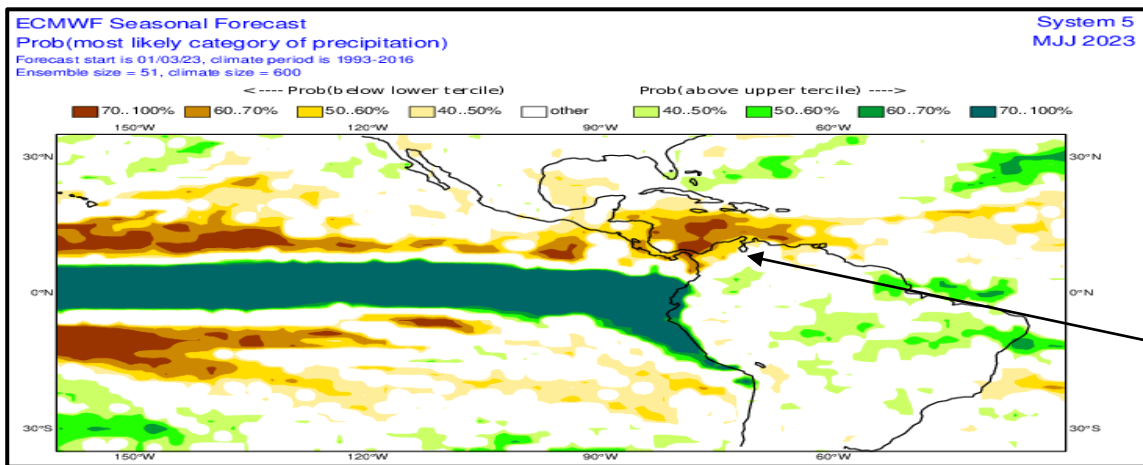 ECMWF Seasonal Forecast System 5
Prob(most likely category of precipitation) MJJ 2023
Forecast start is 01/03/23, climate period is 1993-2016
Ensemble size = 51, climate size = 600
<---- Prob(below lower tercile) Prob(above upper tercile) ---->
70..100% 60..70% 50..60% 40..50% other 40..50% 50..60% 60..70% 70..100%
150°W 120°W 90°W 60°W
30°N 30°N
0°N 0°N
30°S 30°S
150°W 120°W 90°W 60°W